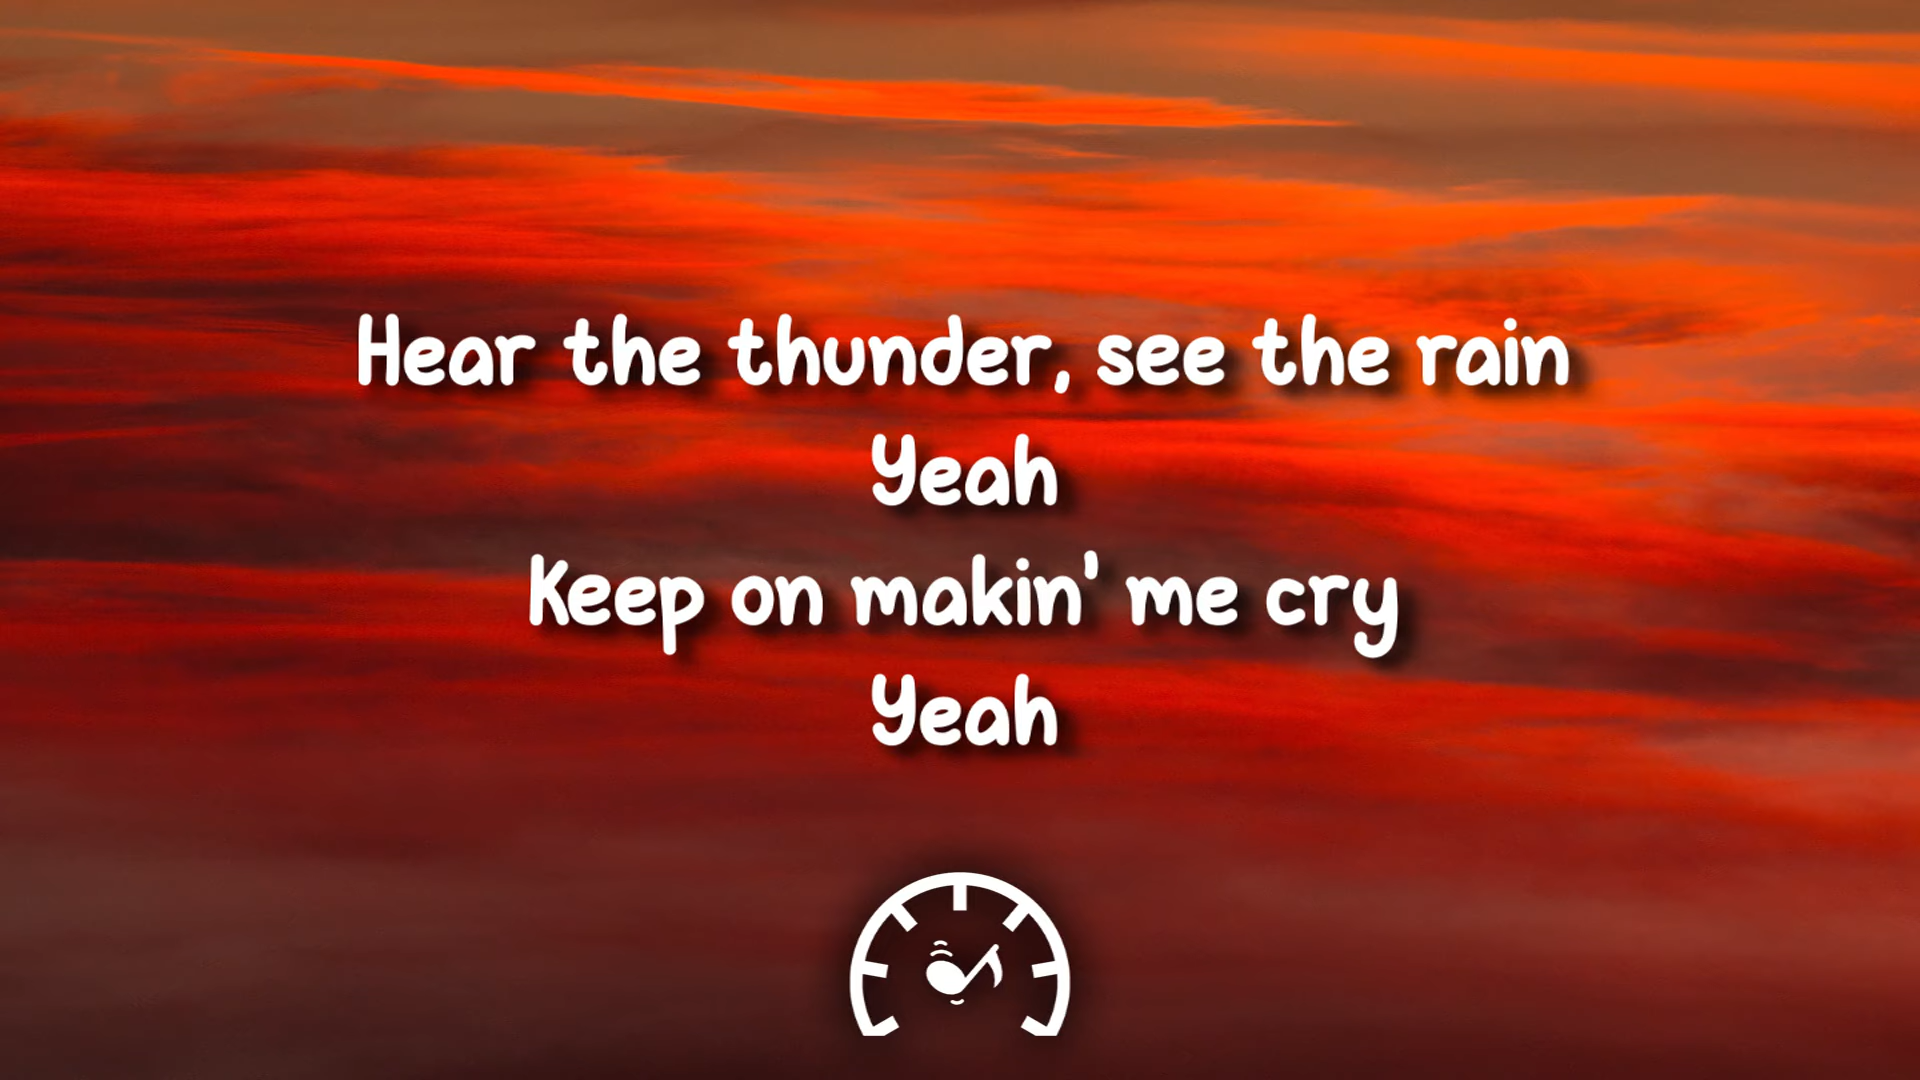 Hear the thunder, see the rain
Yeah
Keep on makin' me cry
Yeah